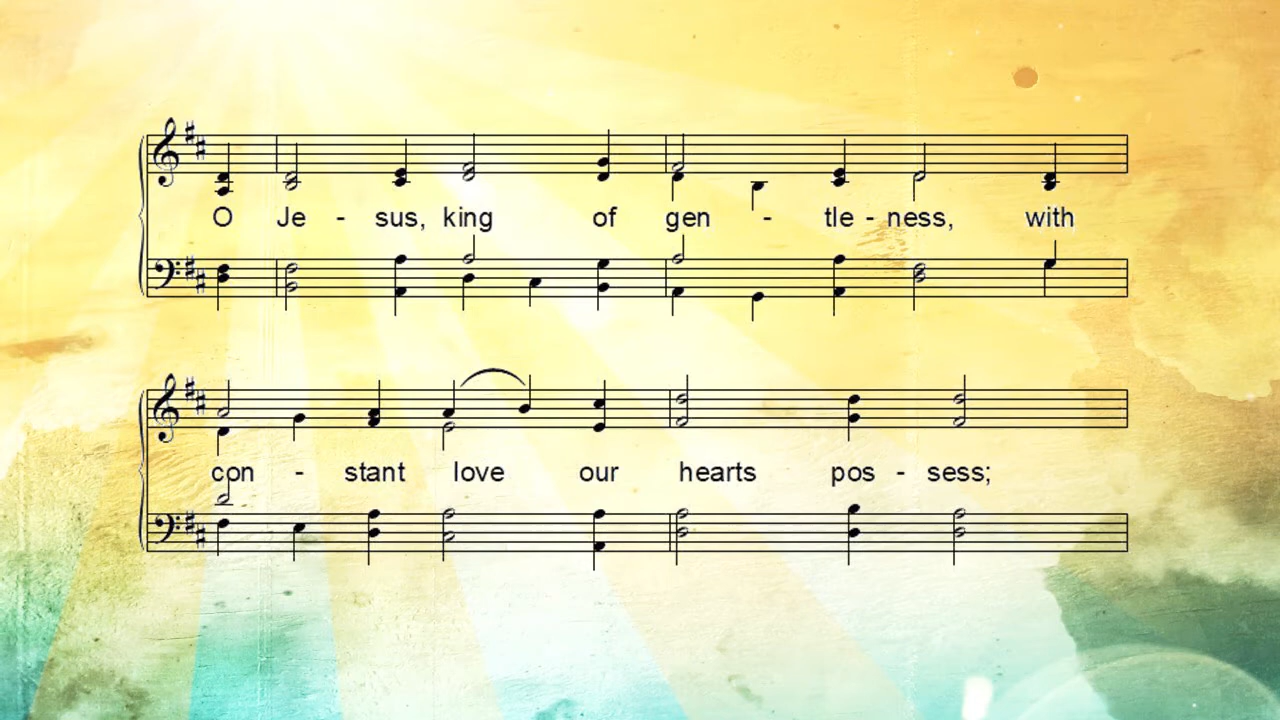 O Je - sus, king of gen - tle - ness, with
con - stant love our hearts pos - sess;